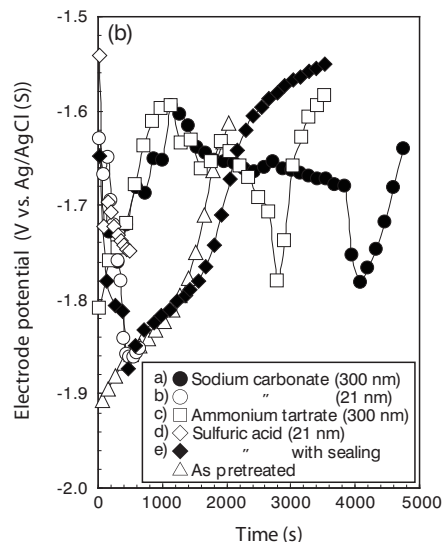 (b)
-1.5
-1.6
-1.7
-1.8
-1.9
-2.0
Electrode potential (V vs. Ag/AgCl (S))
a) ● Sodium carbonate (300 nm)
b) ○ " (21 nm)
c) □ Ammonium tartrate (300 nm)
d) ◇ Sulfuric acid (21 nm)
e) ◆ " with sealing
△ As pretreated
0 1000 2000 3000 4000 5000
Time (s)